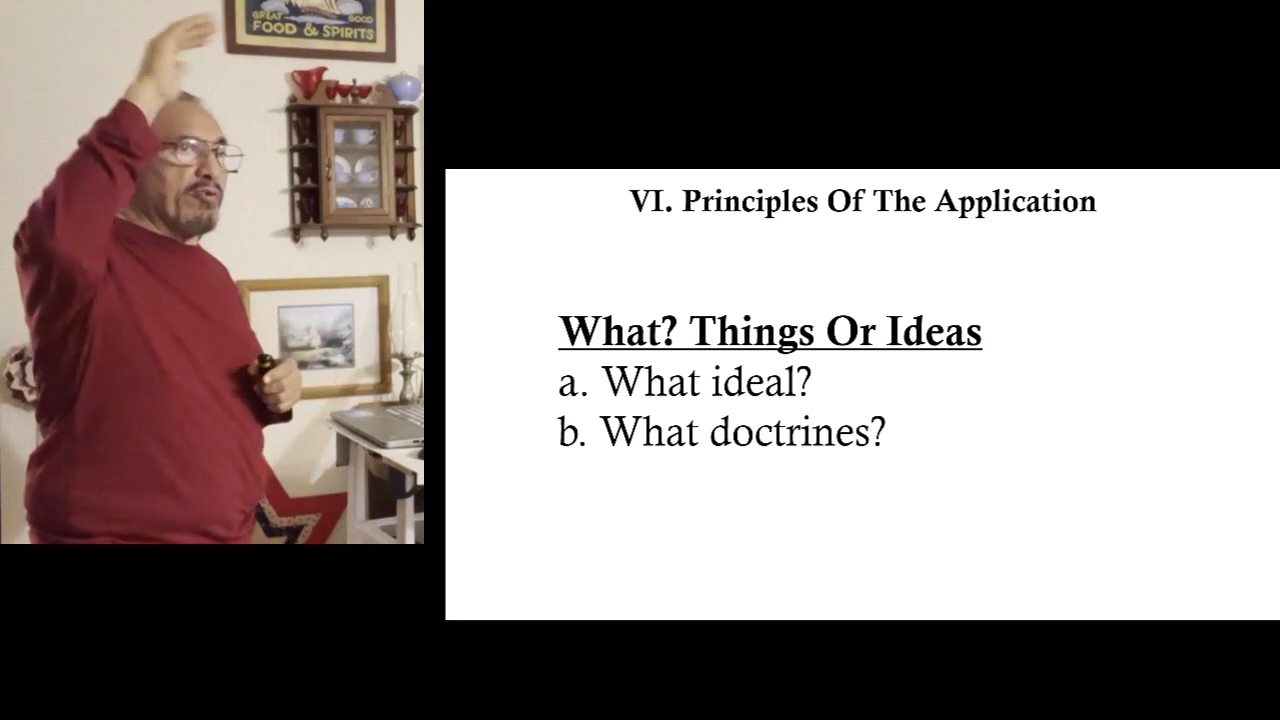 GREAT GOOD
FOOD & SPIRITS
VI. Principles Of The Application
What? Things Or Ideas
a. What ideal?
b. What doctrines?